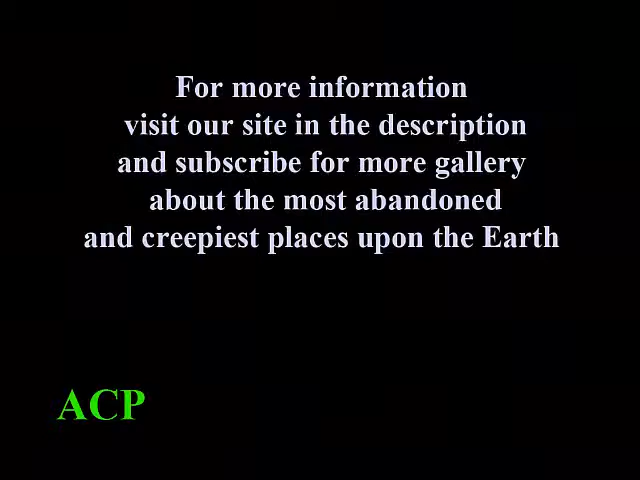 For more information
visit our site in the description
and subscribe for more gallery
about the most abandoned
and creepiest places upon the Earth
ACP